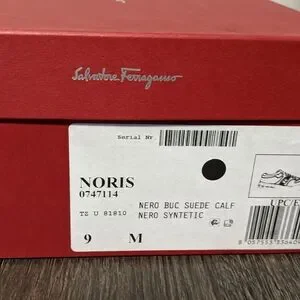 Salvatore Ferragamo
Serial Nr
NORIS
0747114
TZ U 81810
NERO BUC SUEDE CALF
NERO SYNTETIC
9 M
UPC/E